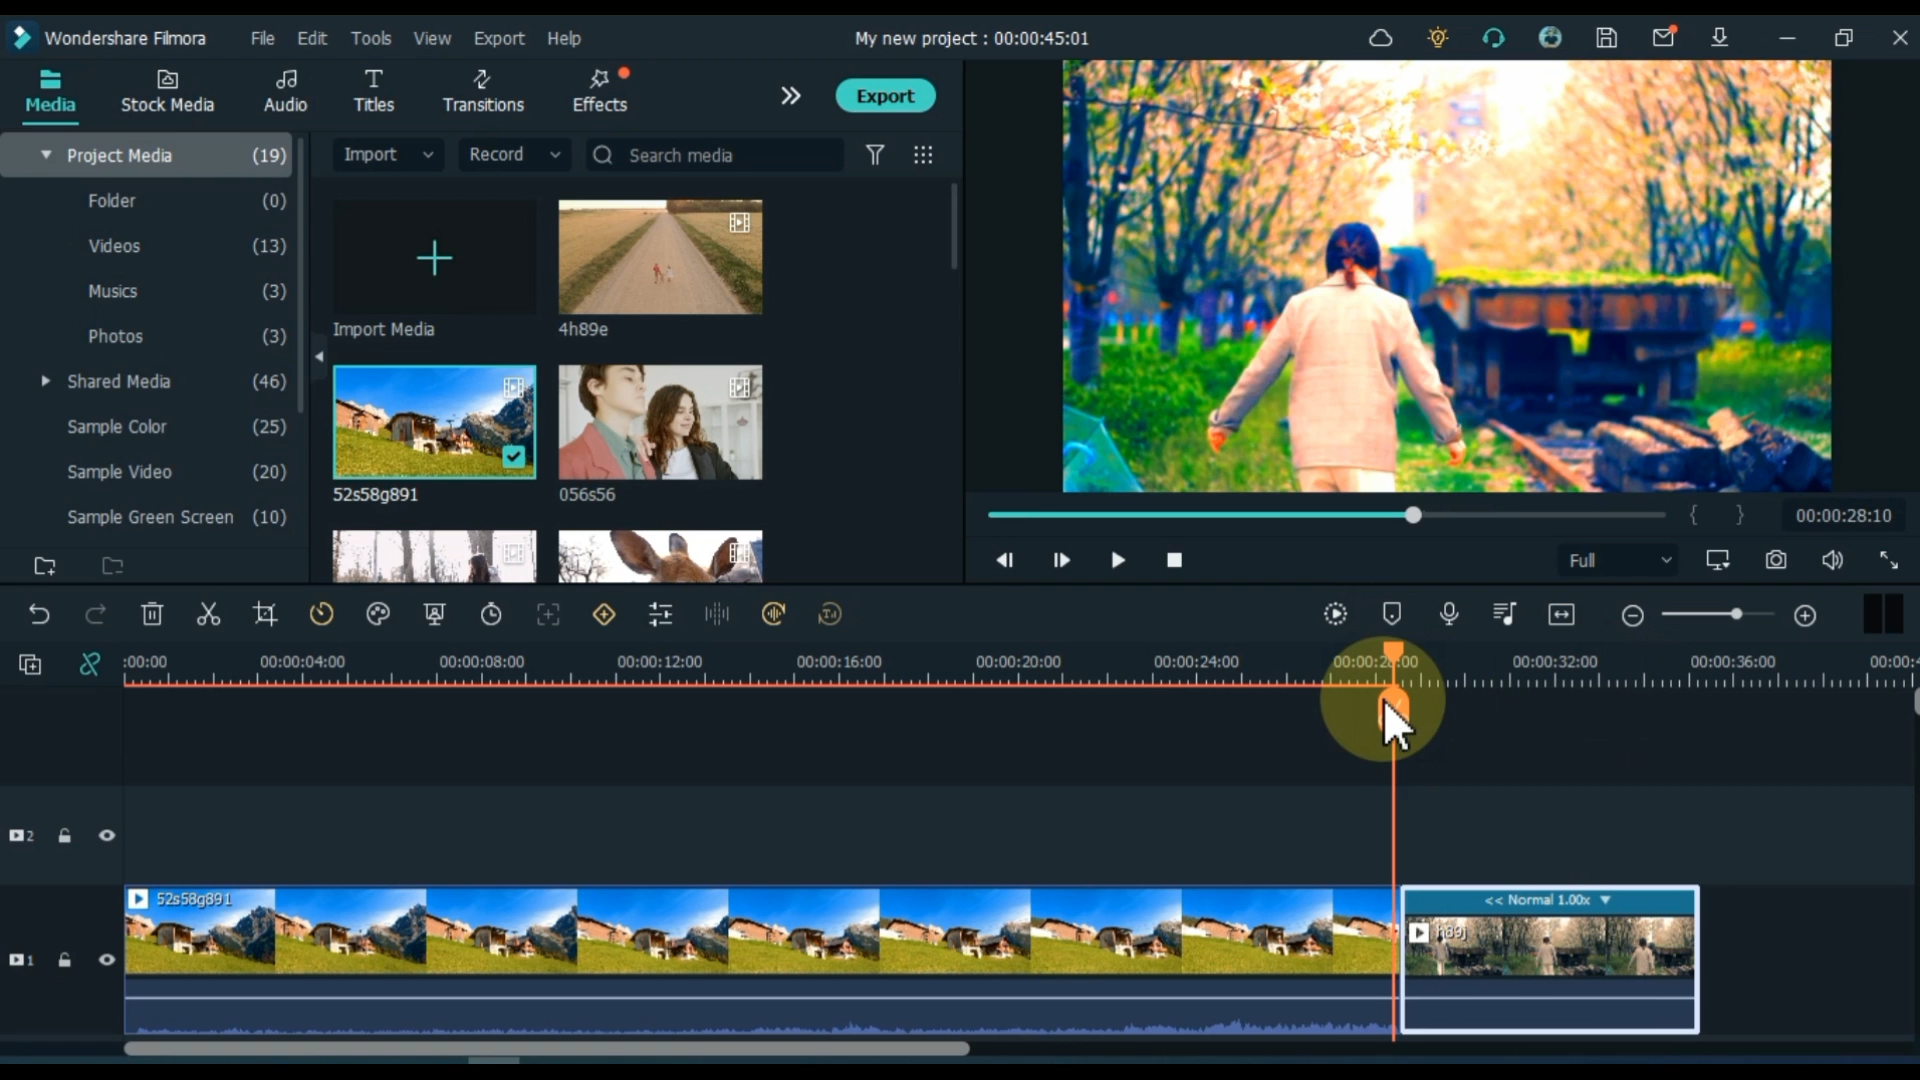 Wondershare Filmora File Edit Tools View Export Help My new project : 00:00:45:01
Media Stock Media Audio Titles Transitions Effects Export
Project Media (19) Import Record Search media
Folder (0)
Videos (13)
Musics (3)
Photos (3)
Shared Media (46)
Sample Color (25)
Sample Video (20)
Sample Green Screen (10)
Import Media 4h89e
52s58g891 056s56
00:00:28:10
Full
:00:00 00:00:04:00 00:00:08:00 00:00:12:00 00:00:16:00 00:00:20:00 00:00:24:00 00:00:28:00 00:00:32:00 00:00:36:00 00:00:4
2
52s58g891 << Normal 1.00x
h89j
1